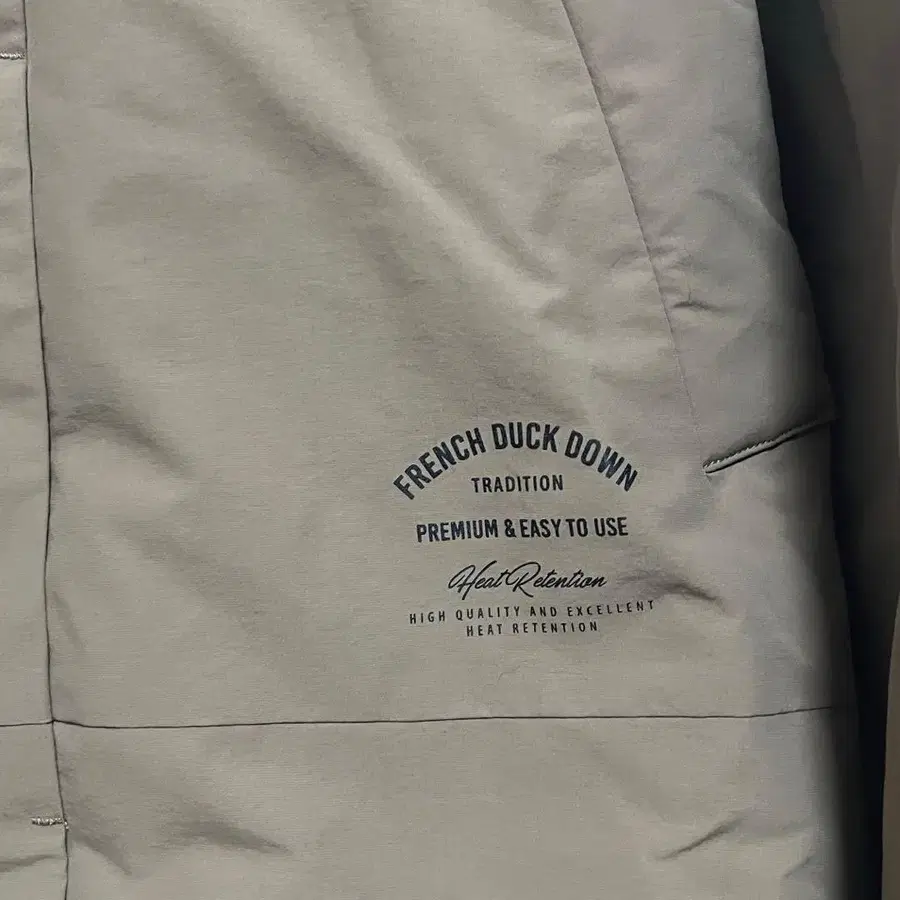 FRENCH DUCK DOWN
TRADITION
PREMIUM & EASY TO USE
Heat Retention
HIGH QUALITY AND EXCELLENT
HEAT RETENTION